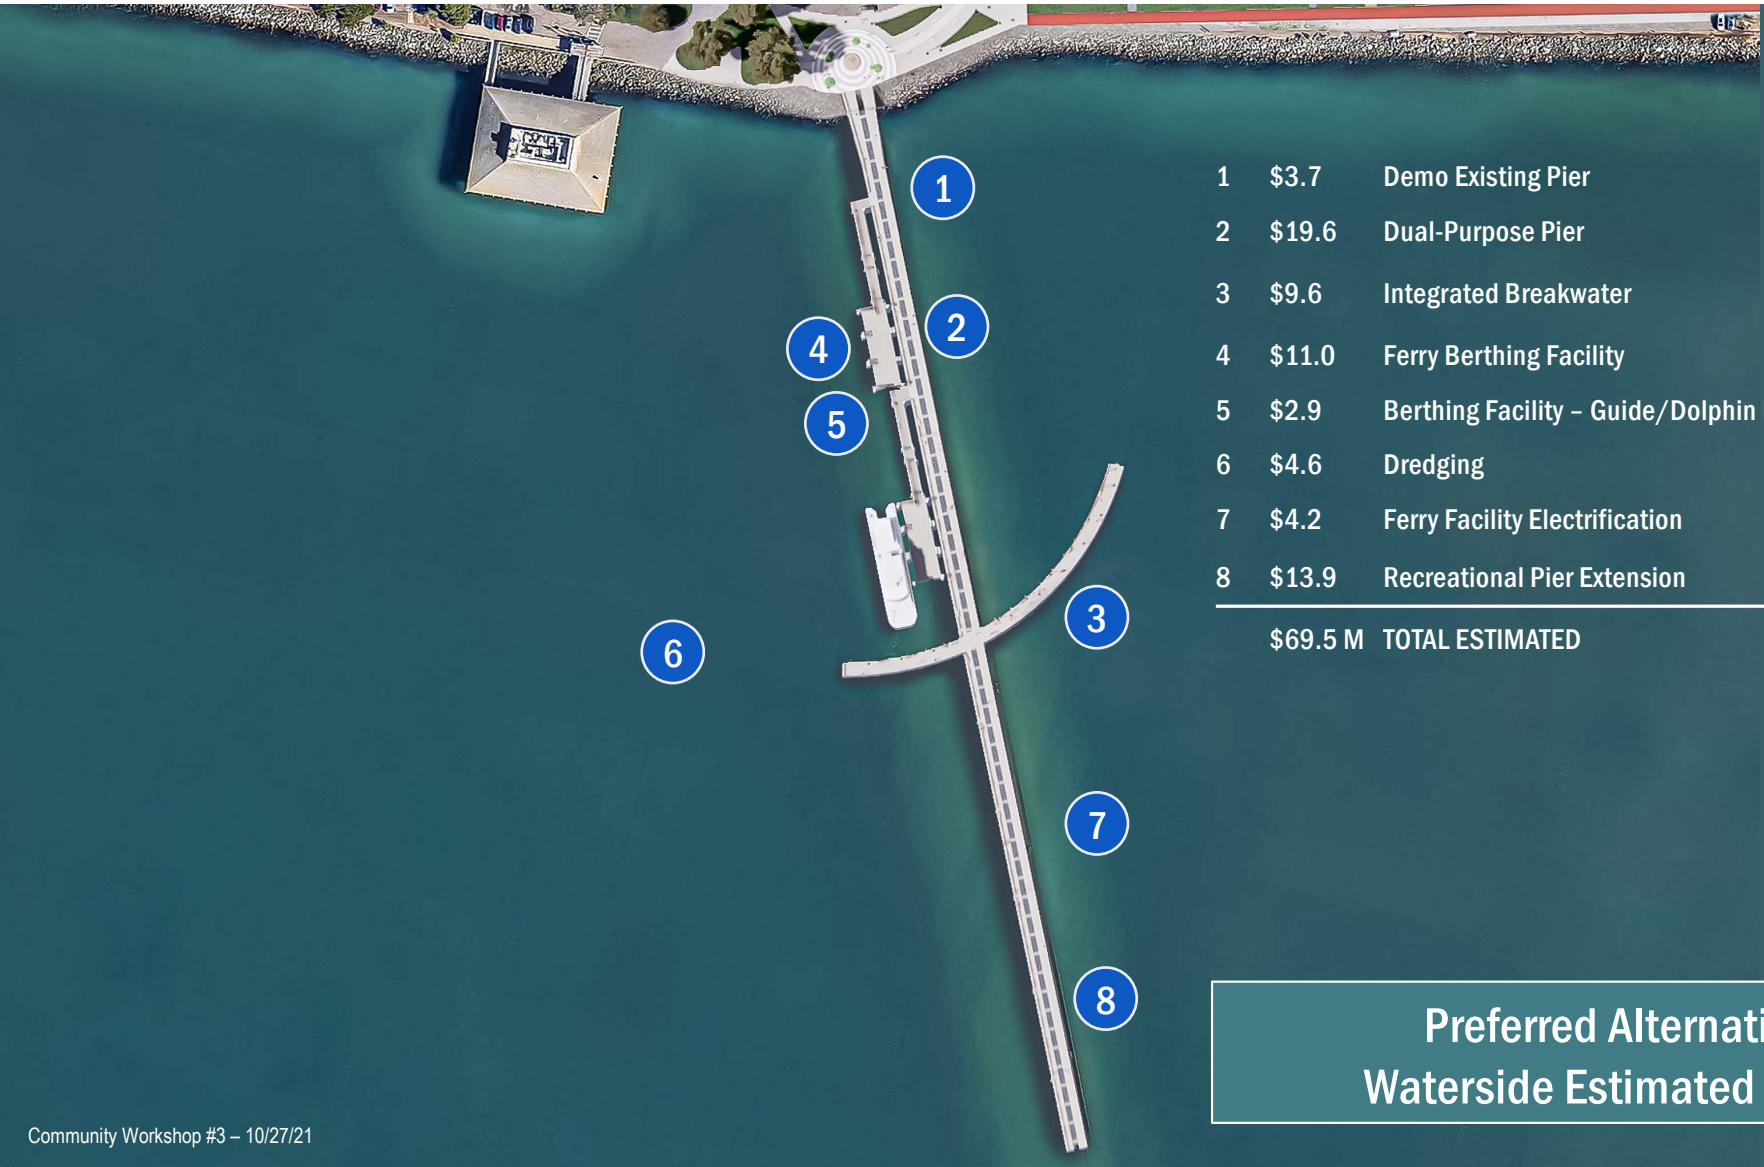 1 $3.7 Demo Existing Pier
2 $19.6 Dual-Purpose Pier
3 $9.6 Integrated Breakwater
4 $11.0 Ferry Berthing Facility
5 $2.9 Berthing Facility – Guide/Dolphin
6 $4.6 Dredging
7 $4.2 Ferry Facility Electrification
8 $13.9 Recreational Pier Extension
$69.5 M TOTAL ESTIMATED
1
2
4
5
3
6
7
8
Preferred Alternati
Waterside Estimated
Community Workshop #3 – 10/27/21